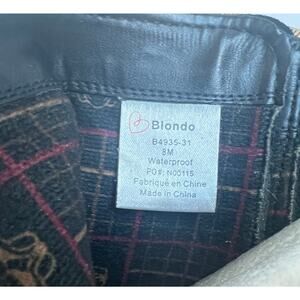 Blondo
B4935-31
8M
Waterproof
PO#: N00115
Fabriqué en Chine
Made in China